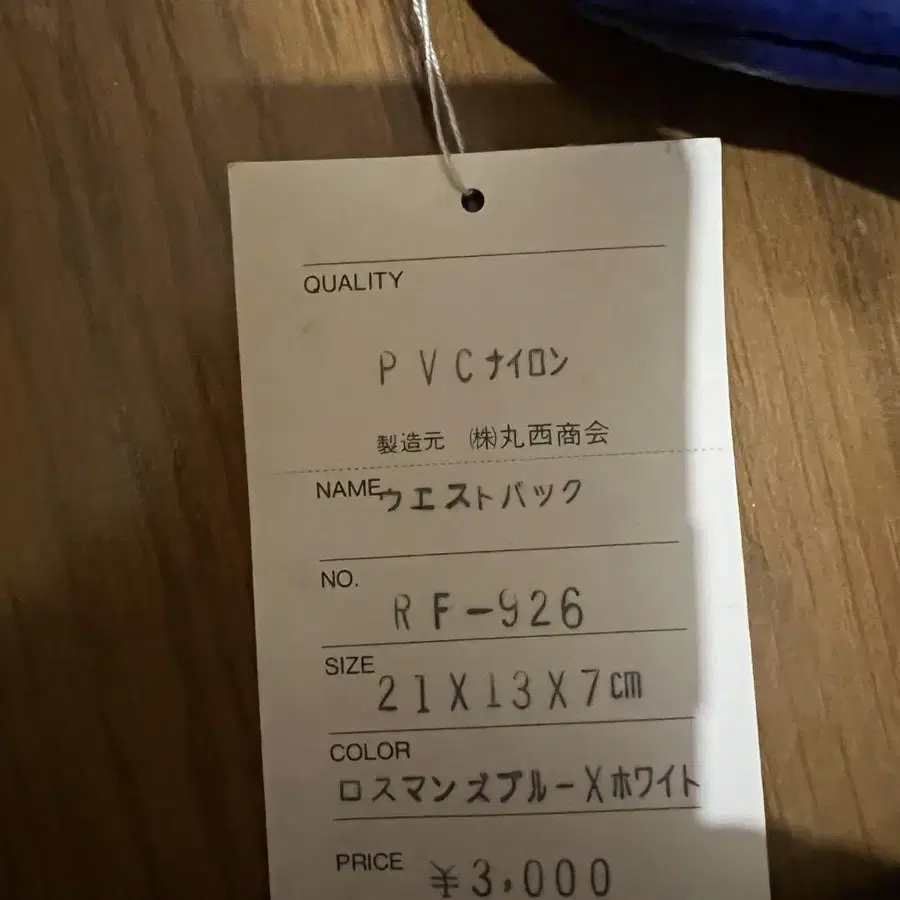 QUALITY
PVCナイロン
製造元 ㈱丸西商会
NAME ウエストバック
NO. RF-926
SIZE 21X13X7cm
COLOR
ロスマンズブルーXホワイト
PRICE ¥3,000